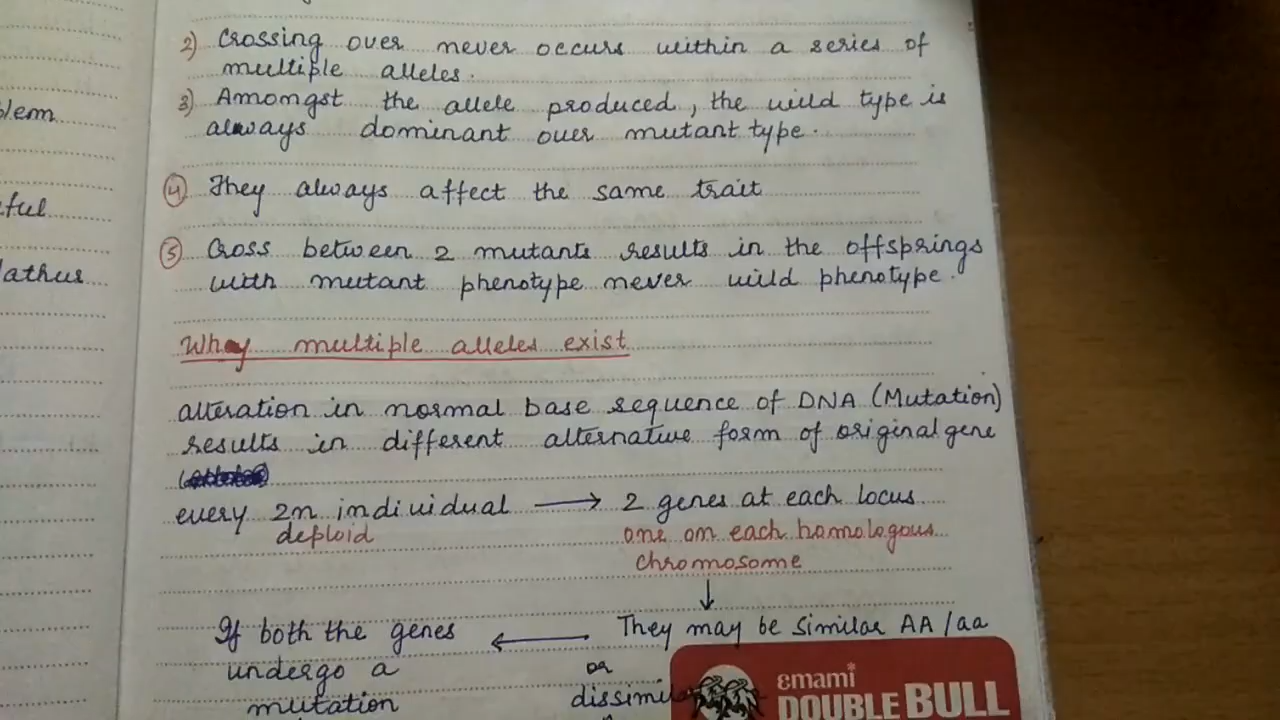 2) Crossing over never occurs within a series of
multiple alleles.
3) Amongst the allele produced, the wild type is
always dominant over mutant type.
4) They always affect the same trait
5) Cross between 2 mutants results in the offsprings
with mutant phenotype never wild phenotype.
Why multiple alleles exist
alteration in normal base sequence of DNA (Mutation)
results in different alternative form of original gene
every 2n individual → 2 genes at each locus
deploid one on each homologous
chromosome
↓
If both the genes ← They may be similar AA/aa
undergo a or
mutation
lem
ful
lathus
emami
DOUBLE BULL